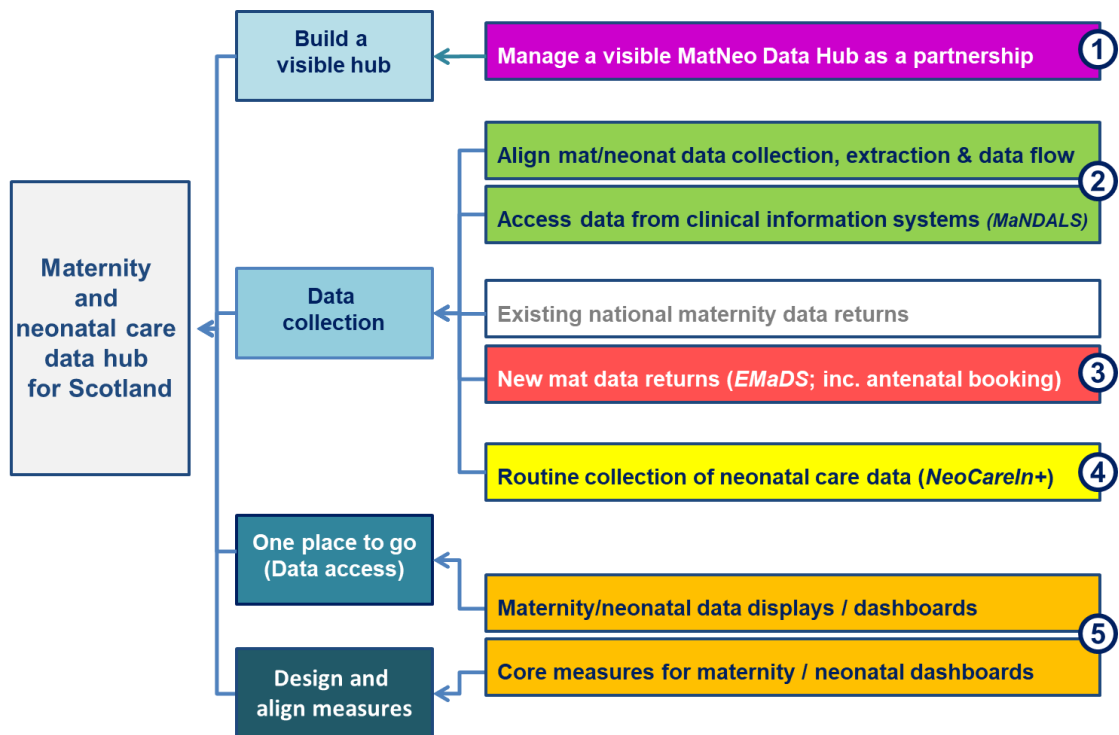 Build a
visible hub
Manage a visible MatNeo Data Hub as a partnership
1
Align mat/neonat data collection, extraction & data flow
2
Access data from clinical information systems (MaNDALS)
Maternity
and
neonatal care
data hub
for Scotland
Data
collection
Existing national maternity data returns
New mat data returns (EMaDS; inc. antenatal booking)
3
Routine collection of neonatal care data (NeoCareIn+)
4
One place to go
(Data access)
Maternity/neonatal data displays / dashboards
5
Core measures for maternity / neonatal dashboards
Design and
align measures